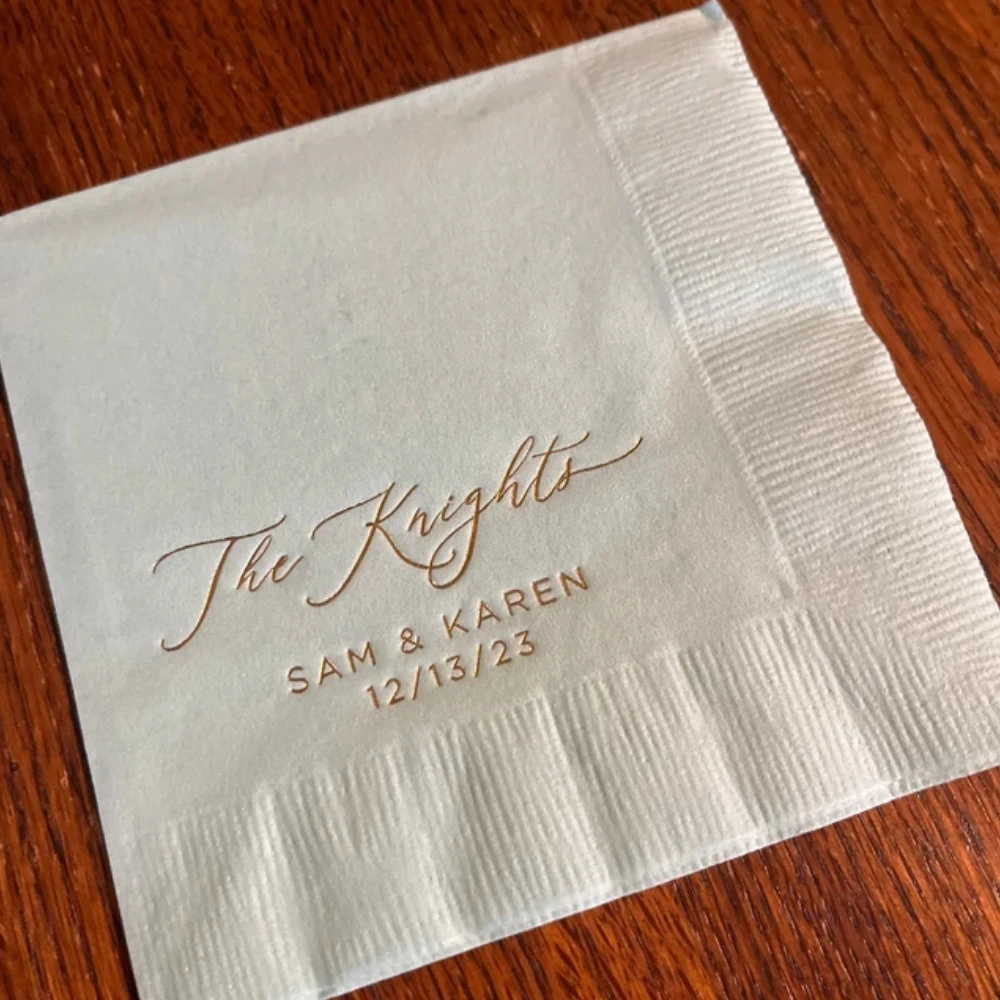 The Knights
SAM & KAREN
12/13/23